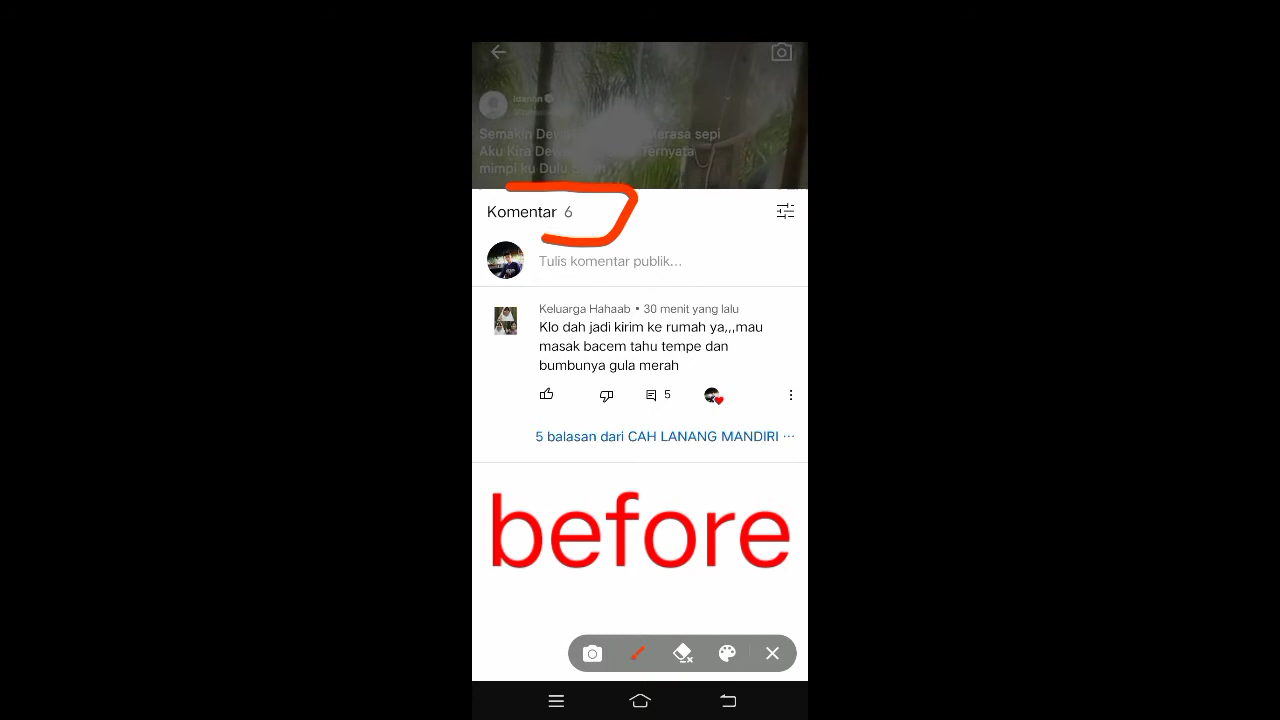 Semakin Dew
Merasa sepi
Aku Kira Dew
Ternyata
mimpi ku Dulu
Komentar 6
Tulis komentar publik...
Keluarga Hahaab • 30 menit yang lalu
Klo dah jadi kirim ke rumah ya,,,mau
masak bacem tahu tempe dan
bumbunya gula merah
5
5 balasan dari CAH LANANG MANDIRI ···
before